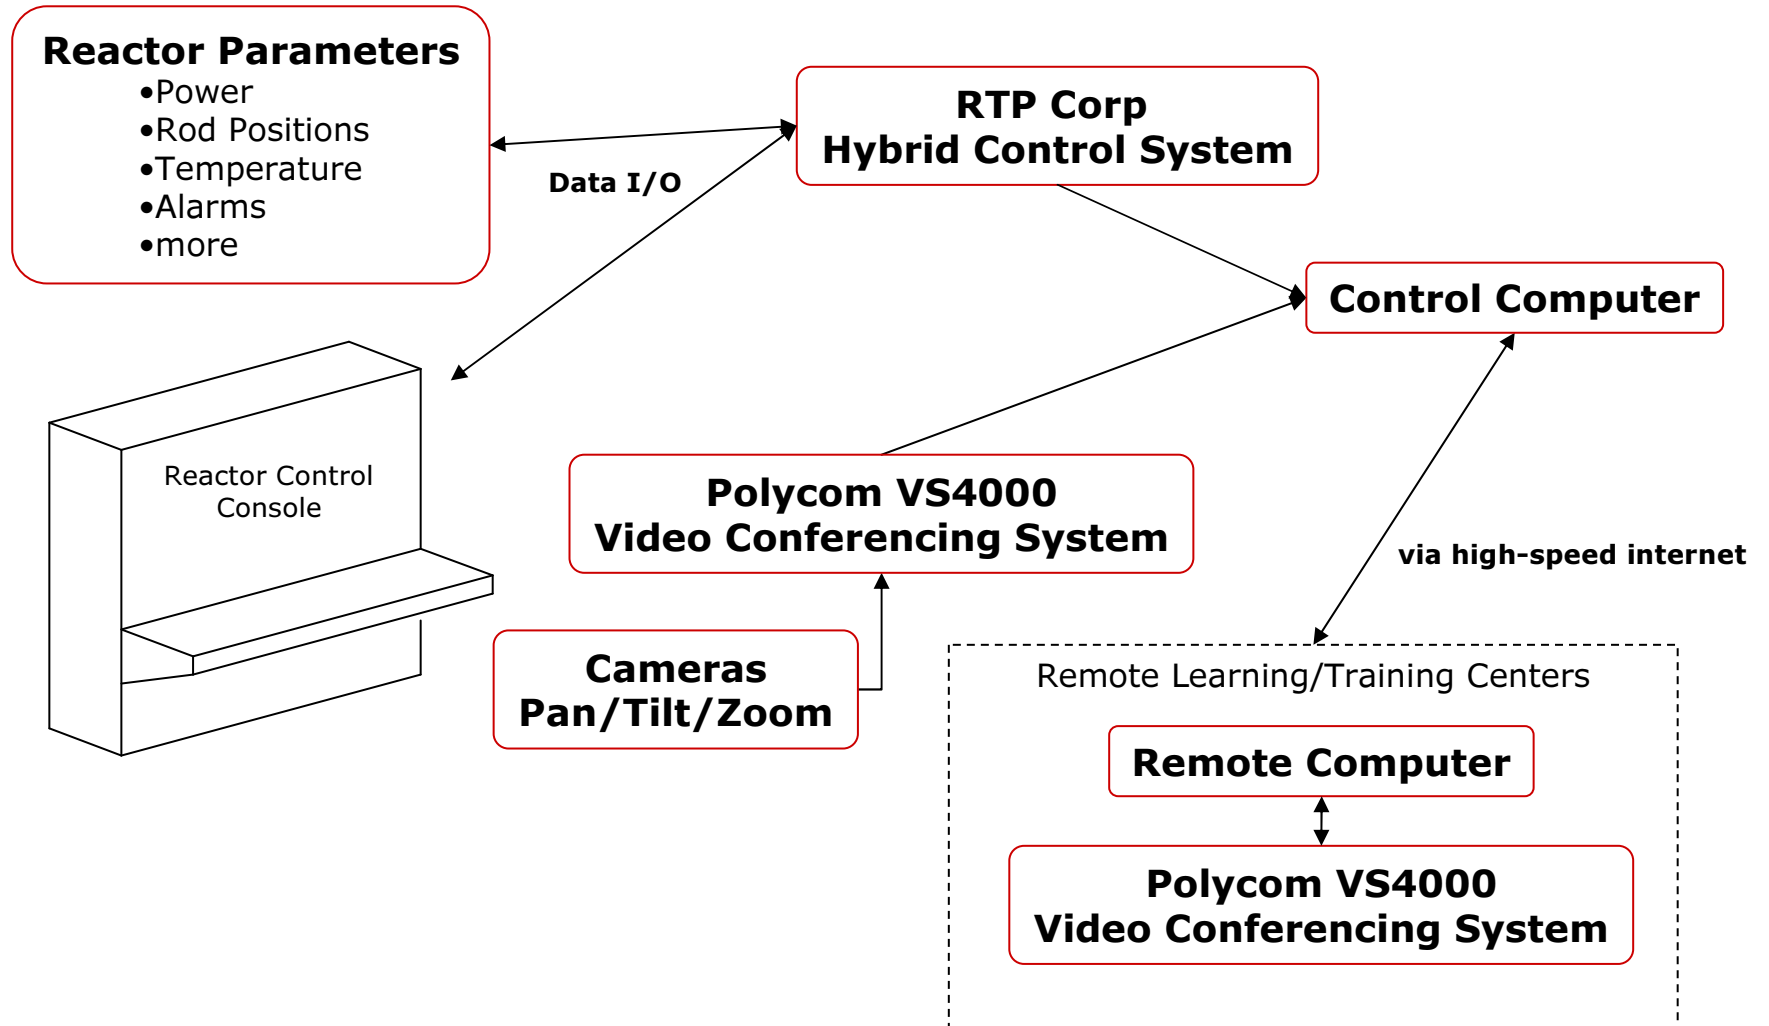 Reactor Parameters
•Power
•Rod Positions
•Temperature
•Alarms
•more
RTP Corp
Hybrid Control System
Data I/O
Control Computer
Reactor Control
Console
Polycom VS4000
Video Conferencing System
via high-speed internet
Cameras
Pan/Tilt/Zoom
Remote Learning/Training Centers
Remote Computer
Polycom VS4000
Video Conferencing System